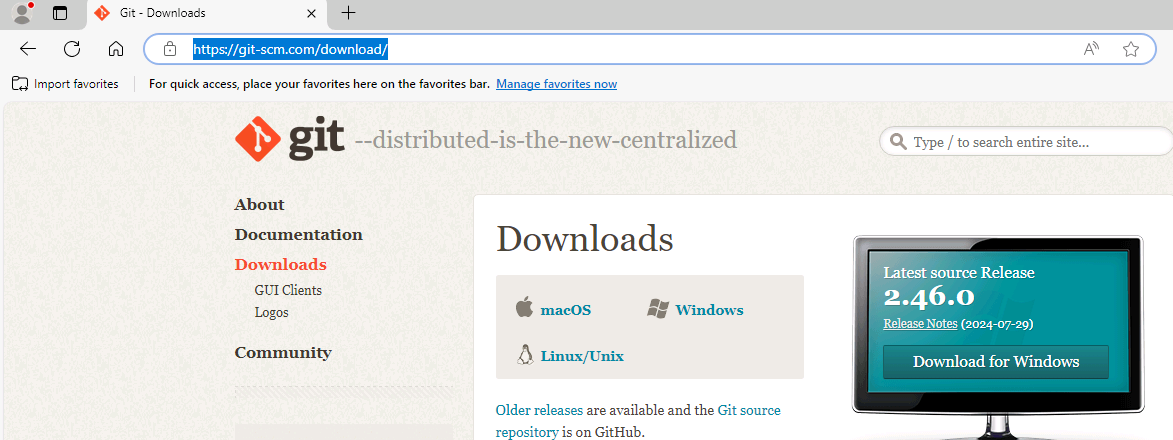 Git - Downloads
https://git-scm.com/download/
Import favorites
For quick access, place your favorites here on the favorites bar. Manage favorites now
git --distributed-is-the-new-centralized
Type / to search entire site...
About
Documentation
Downloads
GUI Clients
Logos
Community
Downloads
macOS
Windows
Linux/Unix
Older releases are available and the Git source
repository is on GitHub.
Latest source Release
2.46.0
Release Notes (2024-07-29)
Download for Windows